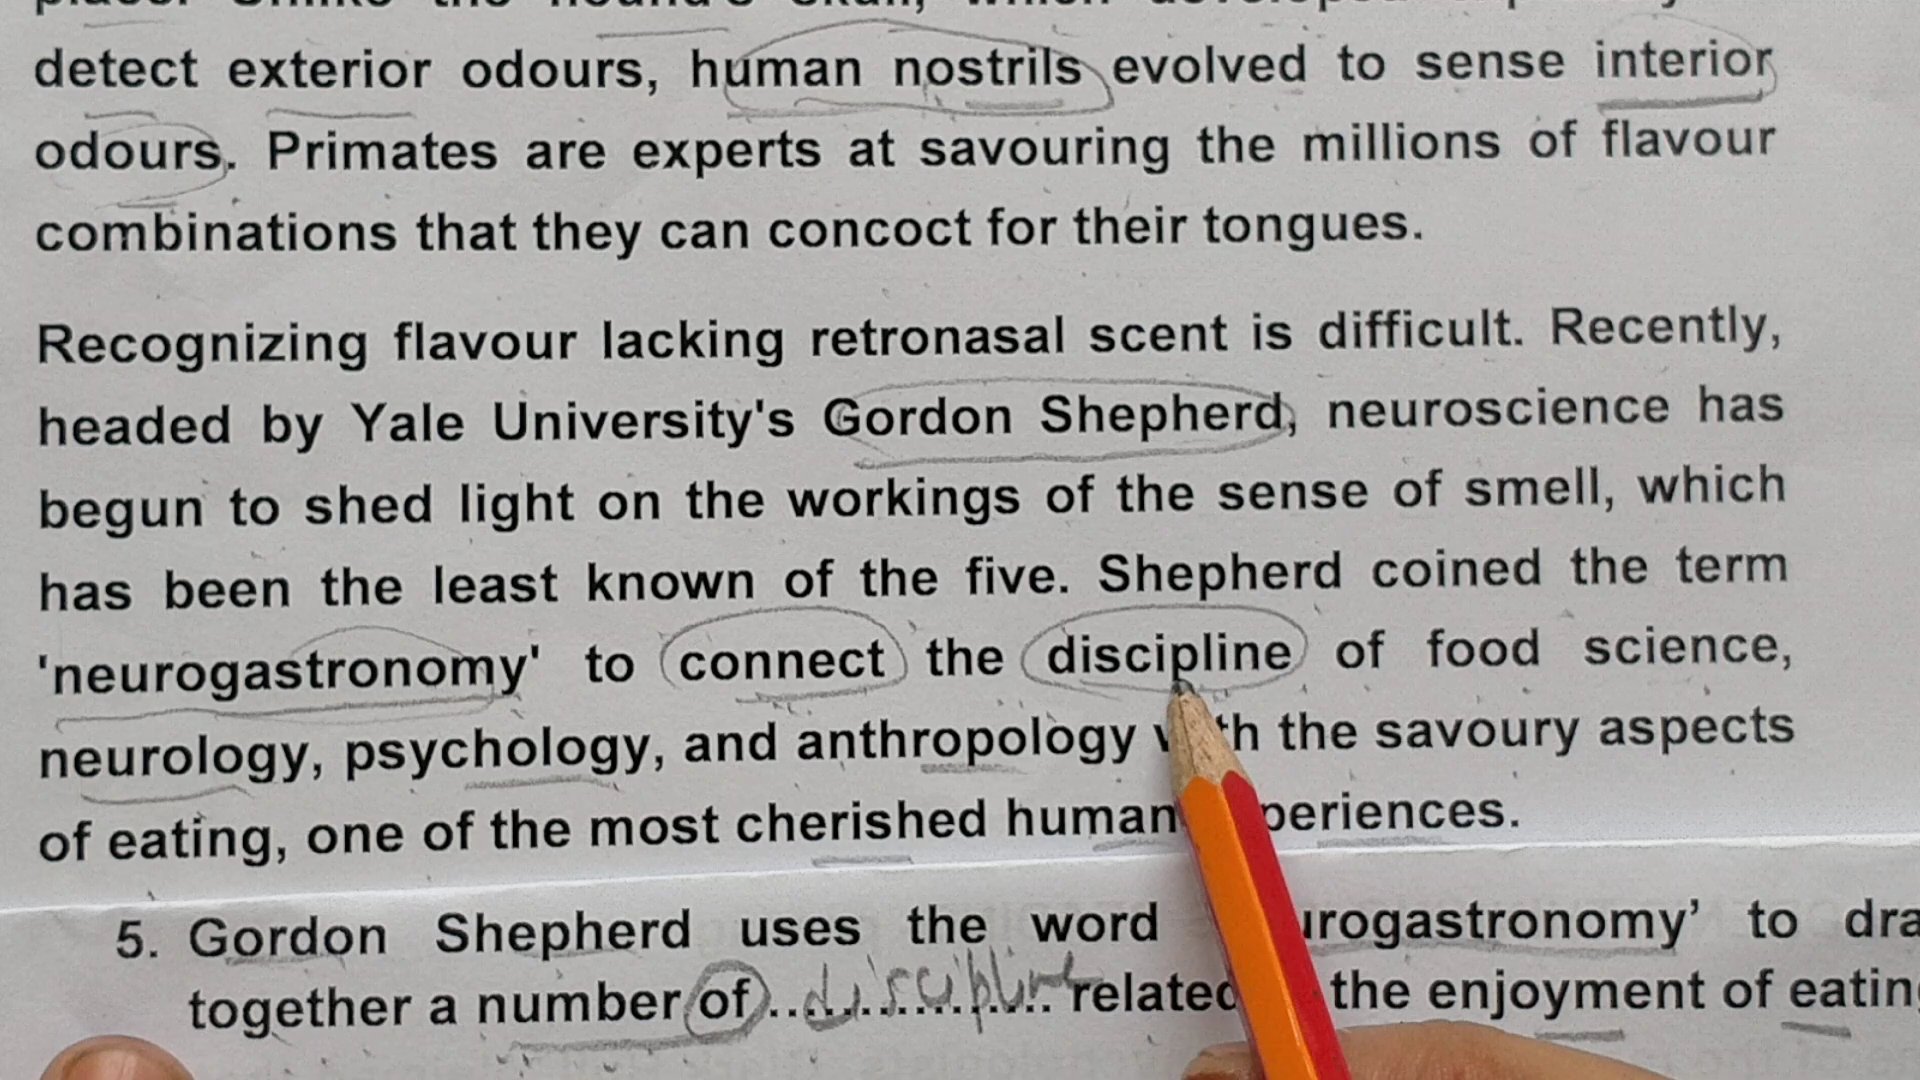 detect exterior odours, human nostrils evolved to sense interior
odours. Primates are experts at savouring the millions of flavour
combinations that they can concoct for their tongues.
Recognizing flavour lacking retronasal scent is difficult. Recently,
headed by Yale University's Gordon Shepherd, neuroscience has
begun to shed light on the workings of the sense of smell, which
has been the least known of the five. Shepherd coined the term
'neurogastronomy' to connect the discipline of food science,
neurology, psychology, and anthropology the savoury aspects
of eating, one of the most cherished human periences.
5. Gordon Shepherd uses the word urogastronomy’ to dra
together a number of ....discipline.... related the enjoyment of eating